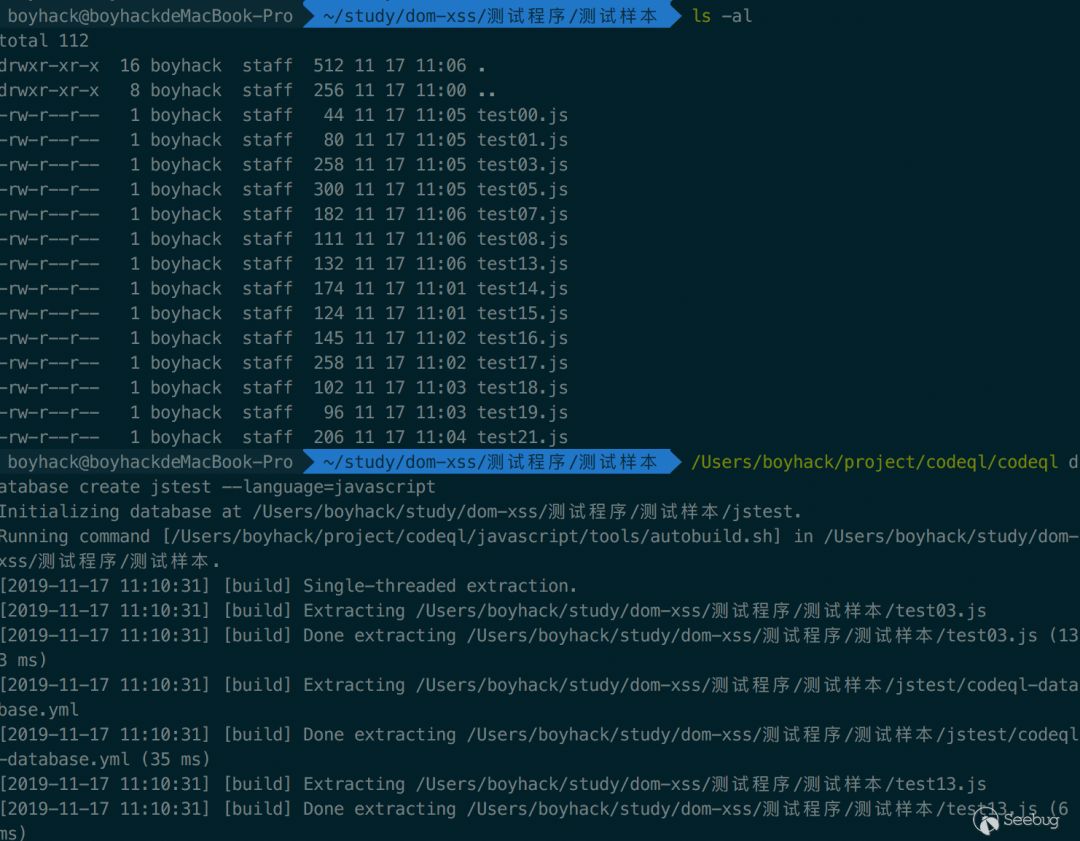 boyhack@boyhackdeMacBook-Pro ~/study/dom-xss/测试程序/测试样本 ls -al
total 112
drwxr-xr-x 16 boyhack staff 512 11 17 11:06 .
drwxr-xr-x 8 boyhack staff 256 11 17 11:00 ..
-rw-r--r-- 1 boyhack staff 44 11 17 11:05 test00.js
-rw-r--r-- 1 boyhack staff 80 11 17 11:05 test01.js
-rw-r--r-- 1 boyhack staff 258 11 17 11:05 test03.js
-rw-r--r-- 1 boyhack staff 300 11 17 11:05 test05.js
-rw-r--r-- 1 boyhack staff 182 11 17 11:06 test07.js
-rw-r--r-- 1 boyhack staff 111 11 17 11:06 test08.js
-rw-r--r-- 1 boyhack staff 132 11 17 11:06 test13.js
-rw-r--r-- 1 boyhack staff 174 11 17 11:01 test14.js
-rw-r--r-- 1 boyhack staff 124 11 17 11:01 test15.js
-rw-r--r-- 1 boyhack staff 145 11 17 11:02 test16.js
-rw-r--r-- 1 boyhack staff 258 11 17 11:02 test17.js
-rw-r--r-- 1 boyhack staff 102 11 17 11:03 test18.js
-rw-r--r-- 1 boyhack staff 96 11 17 11:03 test19.js
-rw-r--r-- 1 boyhack staff 206 11 17 11:04 test21.js
boyhack@boyhackdeMacBook-Pro ~/study/dom-xss/测试程序/测试样本 /Users/boyhack/project/codeql/codeql d
atabase create jstest --language=javascript
Initializing database at /Users/boyhack/study/dom-xss/测试程序/测试样本/jstest.
Running command [/Users/boyhack/project/codeql/javascript/tools/autobuild.sh] in /Users/boyhack/study/dom-
xss/测试程序/测试样本.
[2019-11-17 11:10:31] [build] Single-threaded extraction.
[2019-11-17 11:10:31] [build] Extracting /Users/boyhack/study/dom-xss/测试程序/测试样本/test03.js
[2019-11-17 11:10:31] [build] Done extracting /Users/boyhack/study/dom-xss/测试程序/测试样本/test03.js (13
3 ms)
[2019-11-17 11:10:31] [build] Extracting /Users/boyhack/study/dom-xss/测试程序/测试样本/jstest/codeql-data
base.yml
[2019-11-17 11:10:31] [build] Done extracting /Users/boyhack/study/dom-xss/测试程序/测试样本/jstest/codeql
-database.yml (35 ms)
[2019-11-17 11:10:31] [build] Extracting /Users/boyhack/study/dom-xss/测试程序/测试样本/test13.js
[2019-11-17 11:10:31] [build] Done extracting /Users/boyhack/study/dom-xss/测试程序/测试样本/test13.js (6
ms)
Seebug